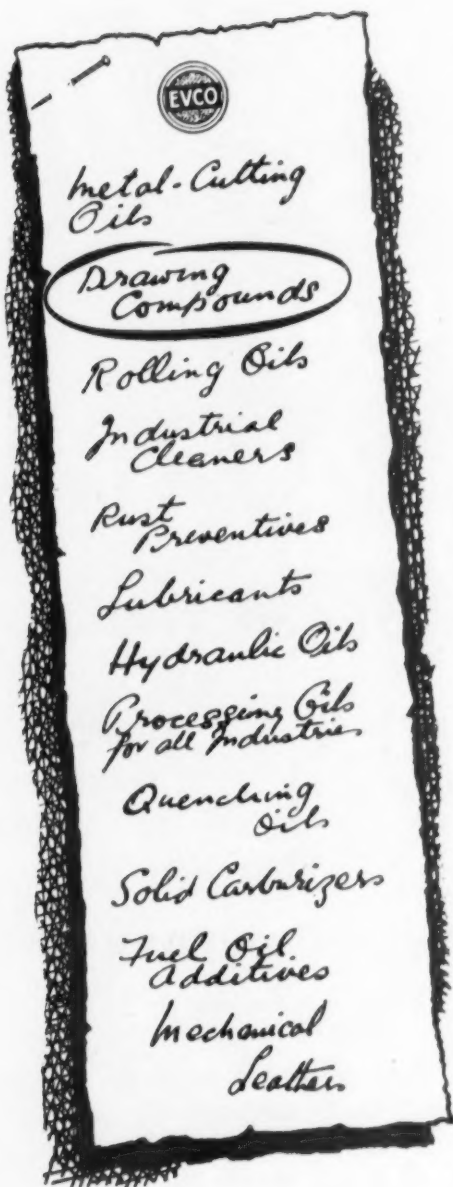 EVCO
Metal-Cutting
Oils
Drawing
Compounds
Rolling Oils
Industrial
Cleaners
Rust
Preventives
Lubricants
Hydraulic Oils
Processing Oils
for all Industries
Quenching
Oils
Solid Carburizers
Fuel Oil
Additives
Mechanical
Leathers